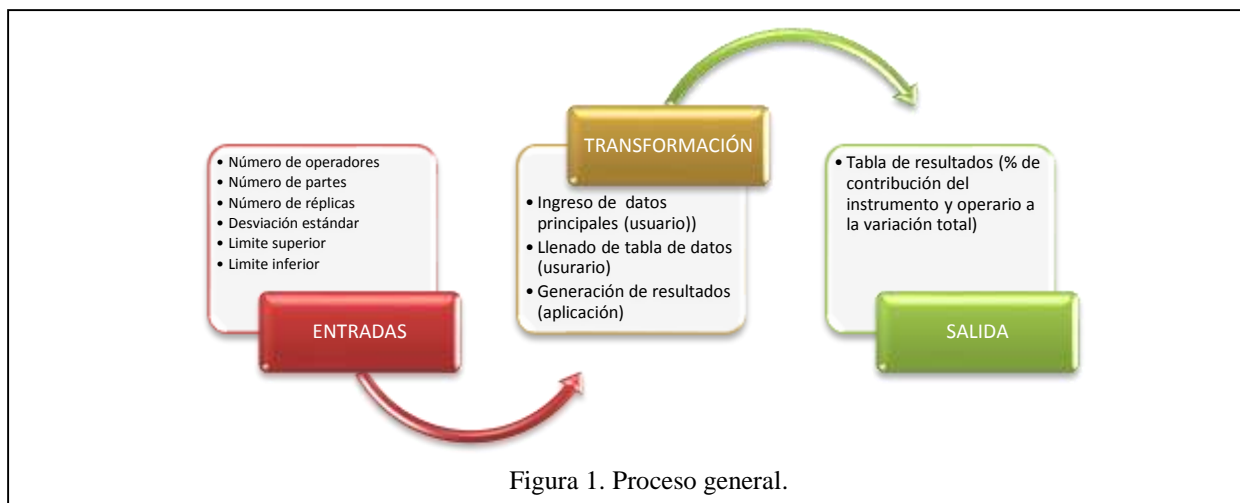 • Número de operadores
• Número de partes
• Número de réplicas
• Desviación estándar
• Limite superior
• Limite inferior
ENTRADAS
TRANSFORMACIÓN
• Ingreso de datos
principales (usuario))
• Llenado de tabla de datos
(usurario)
• Generación de resultados
(aplicación)
• Tabla de resultados (% de
contribución del
instrumento y operario a
la variación total)
SALIDA
Figura 1. Proceso general.